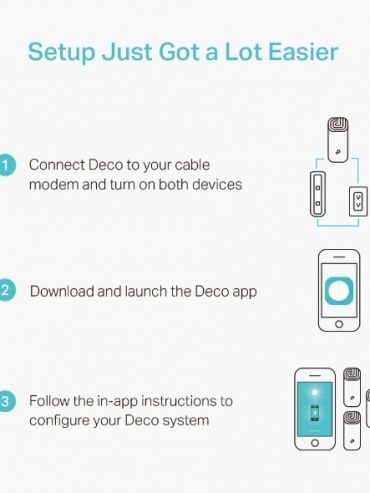 Setup Just Got a Lot Easier
1 Connect Deco to your cable
modem and turn on both devices
2 Download and launch the Deco app
3 Follow the in-app instructions to
configure your Deco system